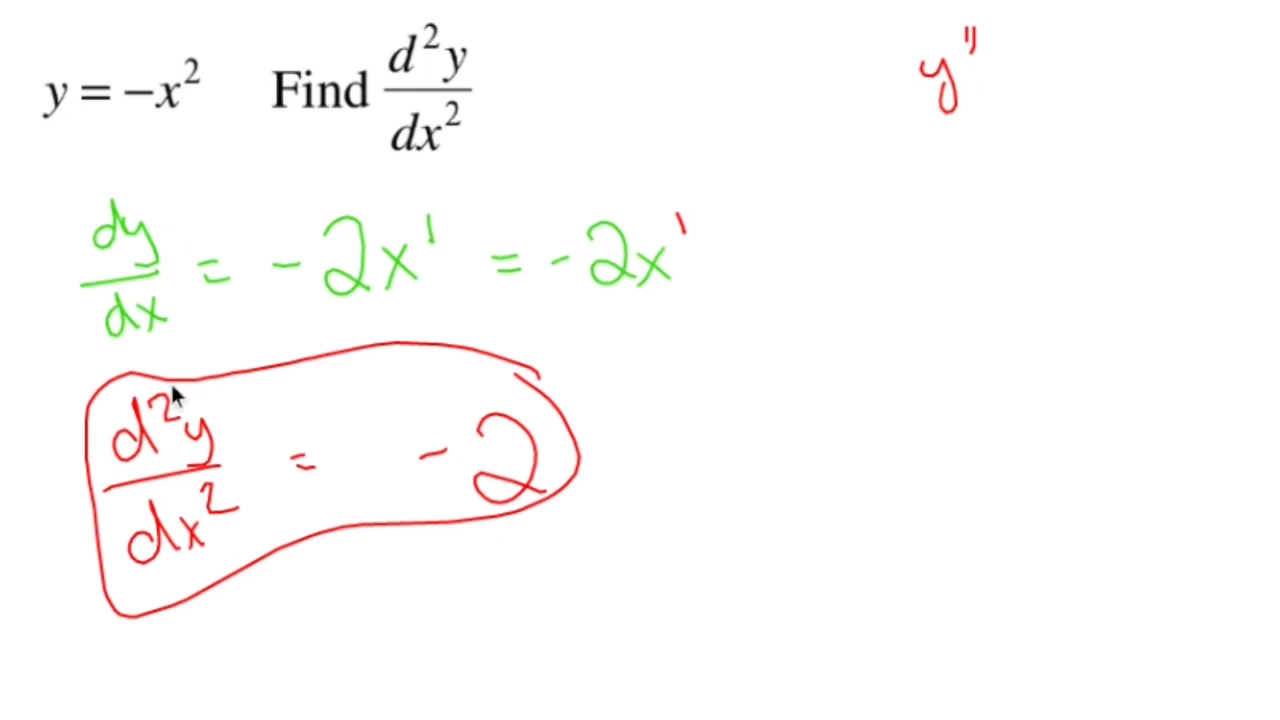 y = −x² Find d²y/dx² y''
dy/dx = -2x¹ = -2x¹
d²y/dx² = -2